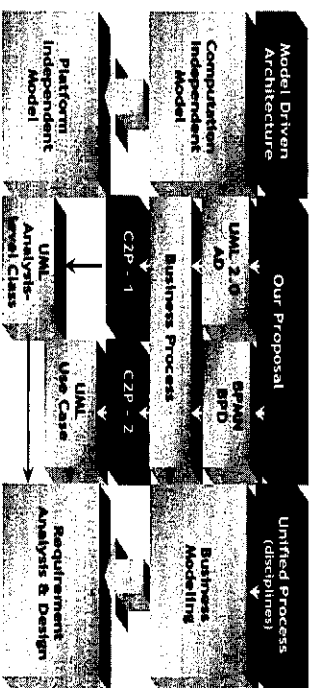 Model Driven
Architecture
Our Proposal
Unified Process
(disciplines)
Computation
Independent
Model
UML 2.0
AD
BPMN
BPD
Business
Modelling
Business Process
C2P - 1
C2P - 2
Platform
Independent
Model
UML
Analysis-
Level Class
UML
Use Case
Requirement
Analysis & Design